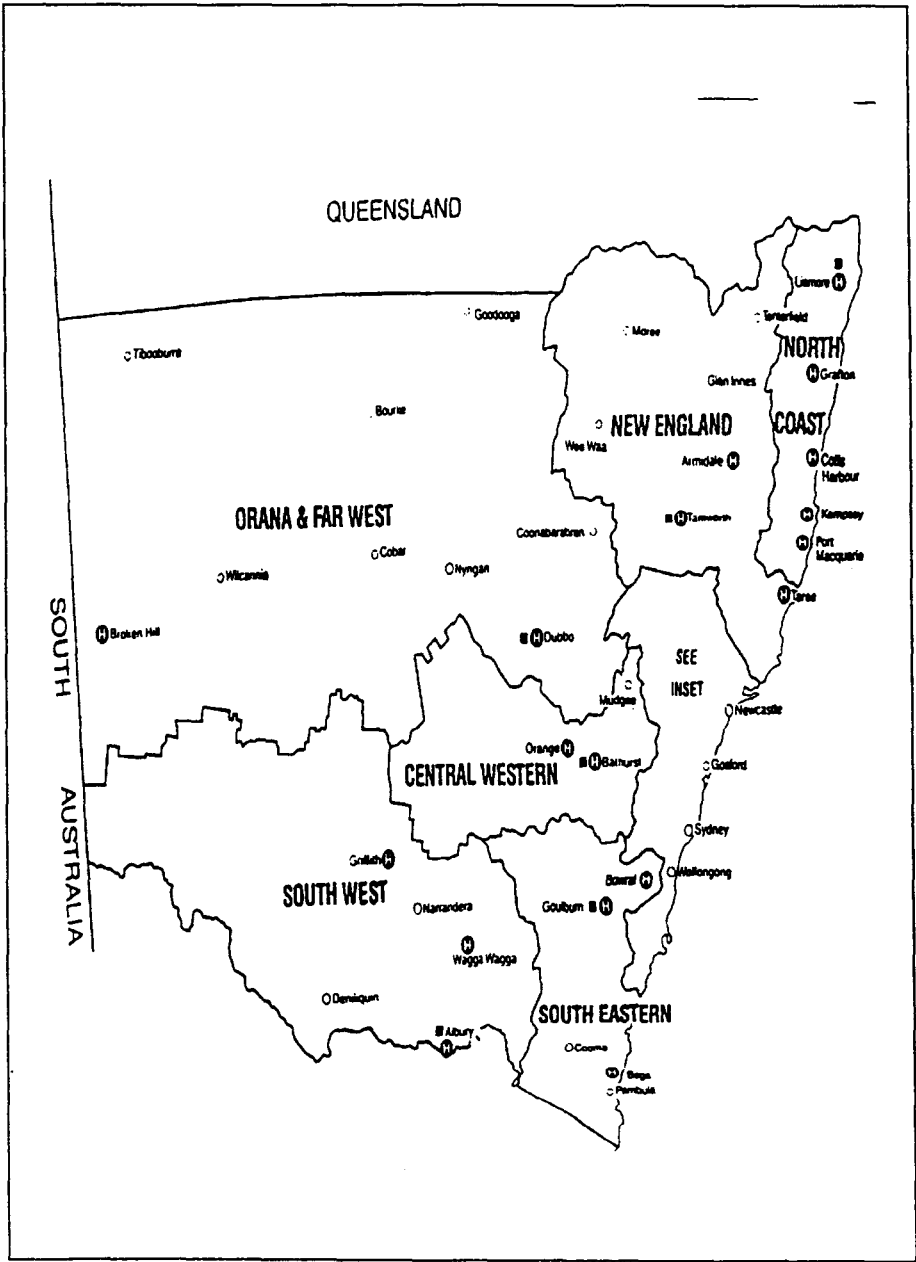 QUEENSLAND
Lismore H
Goodooga
Tenterfield
Moree
Tibooburra
NORTH
H Grafton
Glen Innes
Bourke
NEW ENGLAND
COAST
Wee Waa
Armidale H
H Coffs
Harbour
ORANA & FAR WEST
H Tamworth
H Kempsey
Coonabarabran
H Port
Macquarie
Cobar
Nyngan
Wilcannia
H Taree
SOUTH
H Broken Hill
H Dubbo
SEE
INSET
Mudgee
Newcastle
Orange H
H Bathurst
CENTRAL WESTERN
Gosford
AUSTRALIA
Sydney
Griffith H
Wollongong
Bowral H
SOUTH WEST
Narrandera
Goulburn H
H
Wagga Wagga
Deniliquin
SOUTH EASTERN
Albury
H
Cooma
H Bega
Pambula